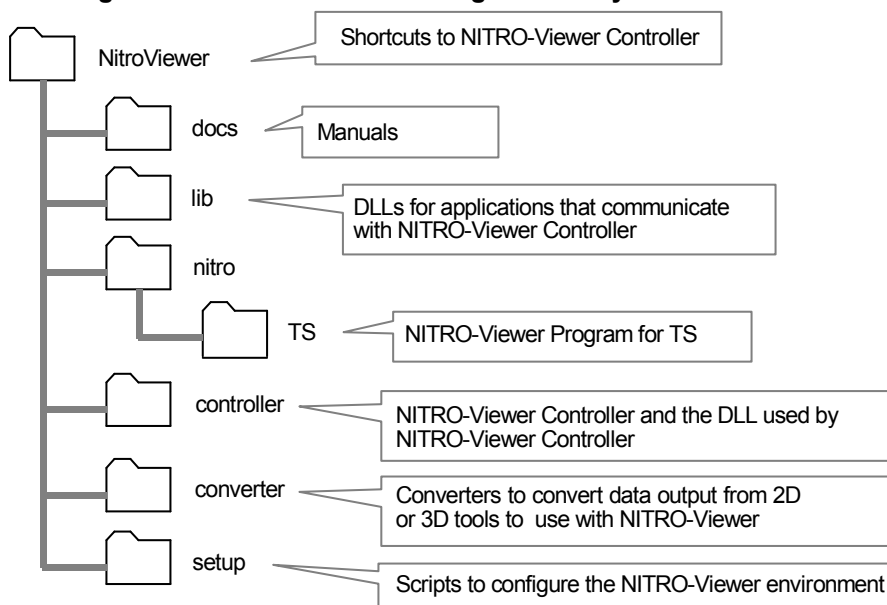 NitroViewer
Shortcuts to NITRO-Viewer Controller
docs
Manuals
lib
DLLs for applications that communicate
with NITRO-Viewer Controller
nitro
TS
NITRO-Viewer Program for TS
controller
NITRO-Viewer Controller and the DLL used by
NITRO-Viewer Controller
converter
Converters to convert data output from 2D
or 3D tools to use with NITRO-Viewer
setup
Scripts to configure the NITRO-Viewer environment